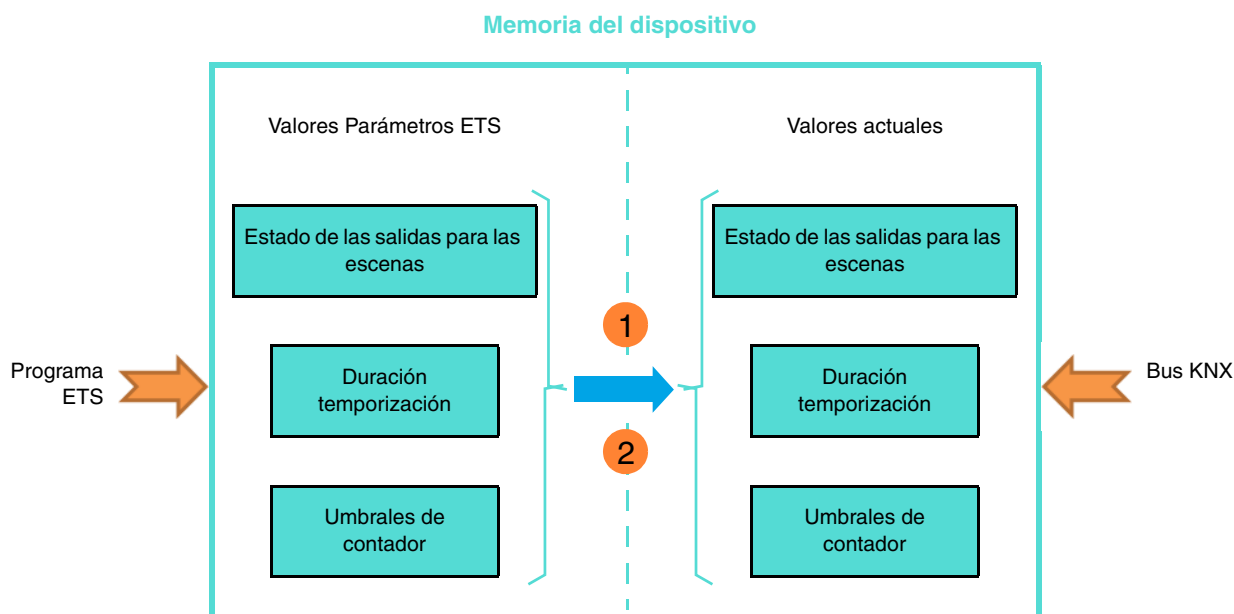 Memoria del dispositivo
Valores Parámetros ETS
Valores actuales
Estado de las salidas para las
escenas
Estado de las salidas para las
escenas
1
Programa
ETS
Duración
temporización
Duración
temporización
Bus KNX
2
Umbrales de
contador
Umbrales de
contador